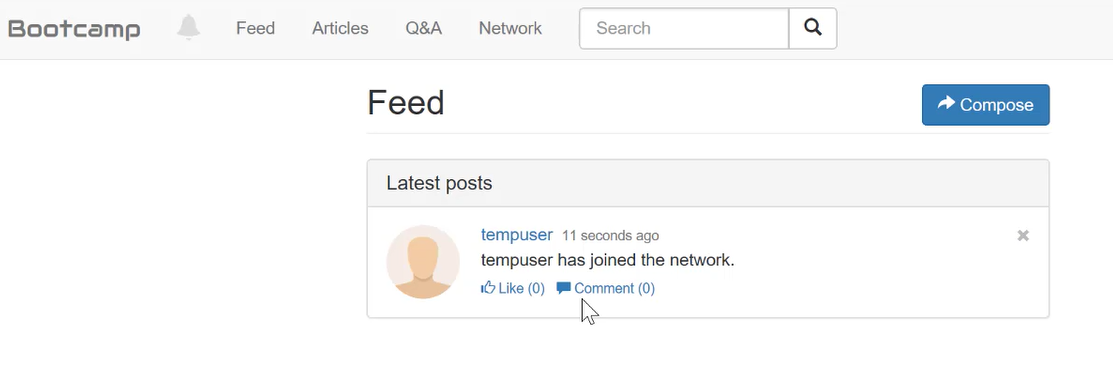 Bootcamp Feed Articles Q&A Network Search
Feed
Compose
Latest posts
tempuser 11 seconds ago
tempuser has joined the network.
Like (0) Comment (0)